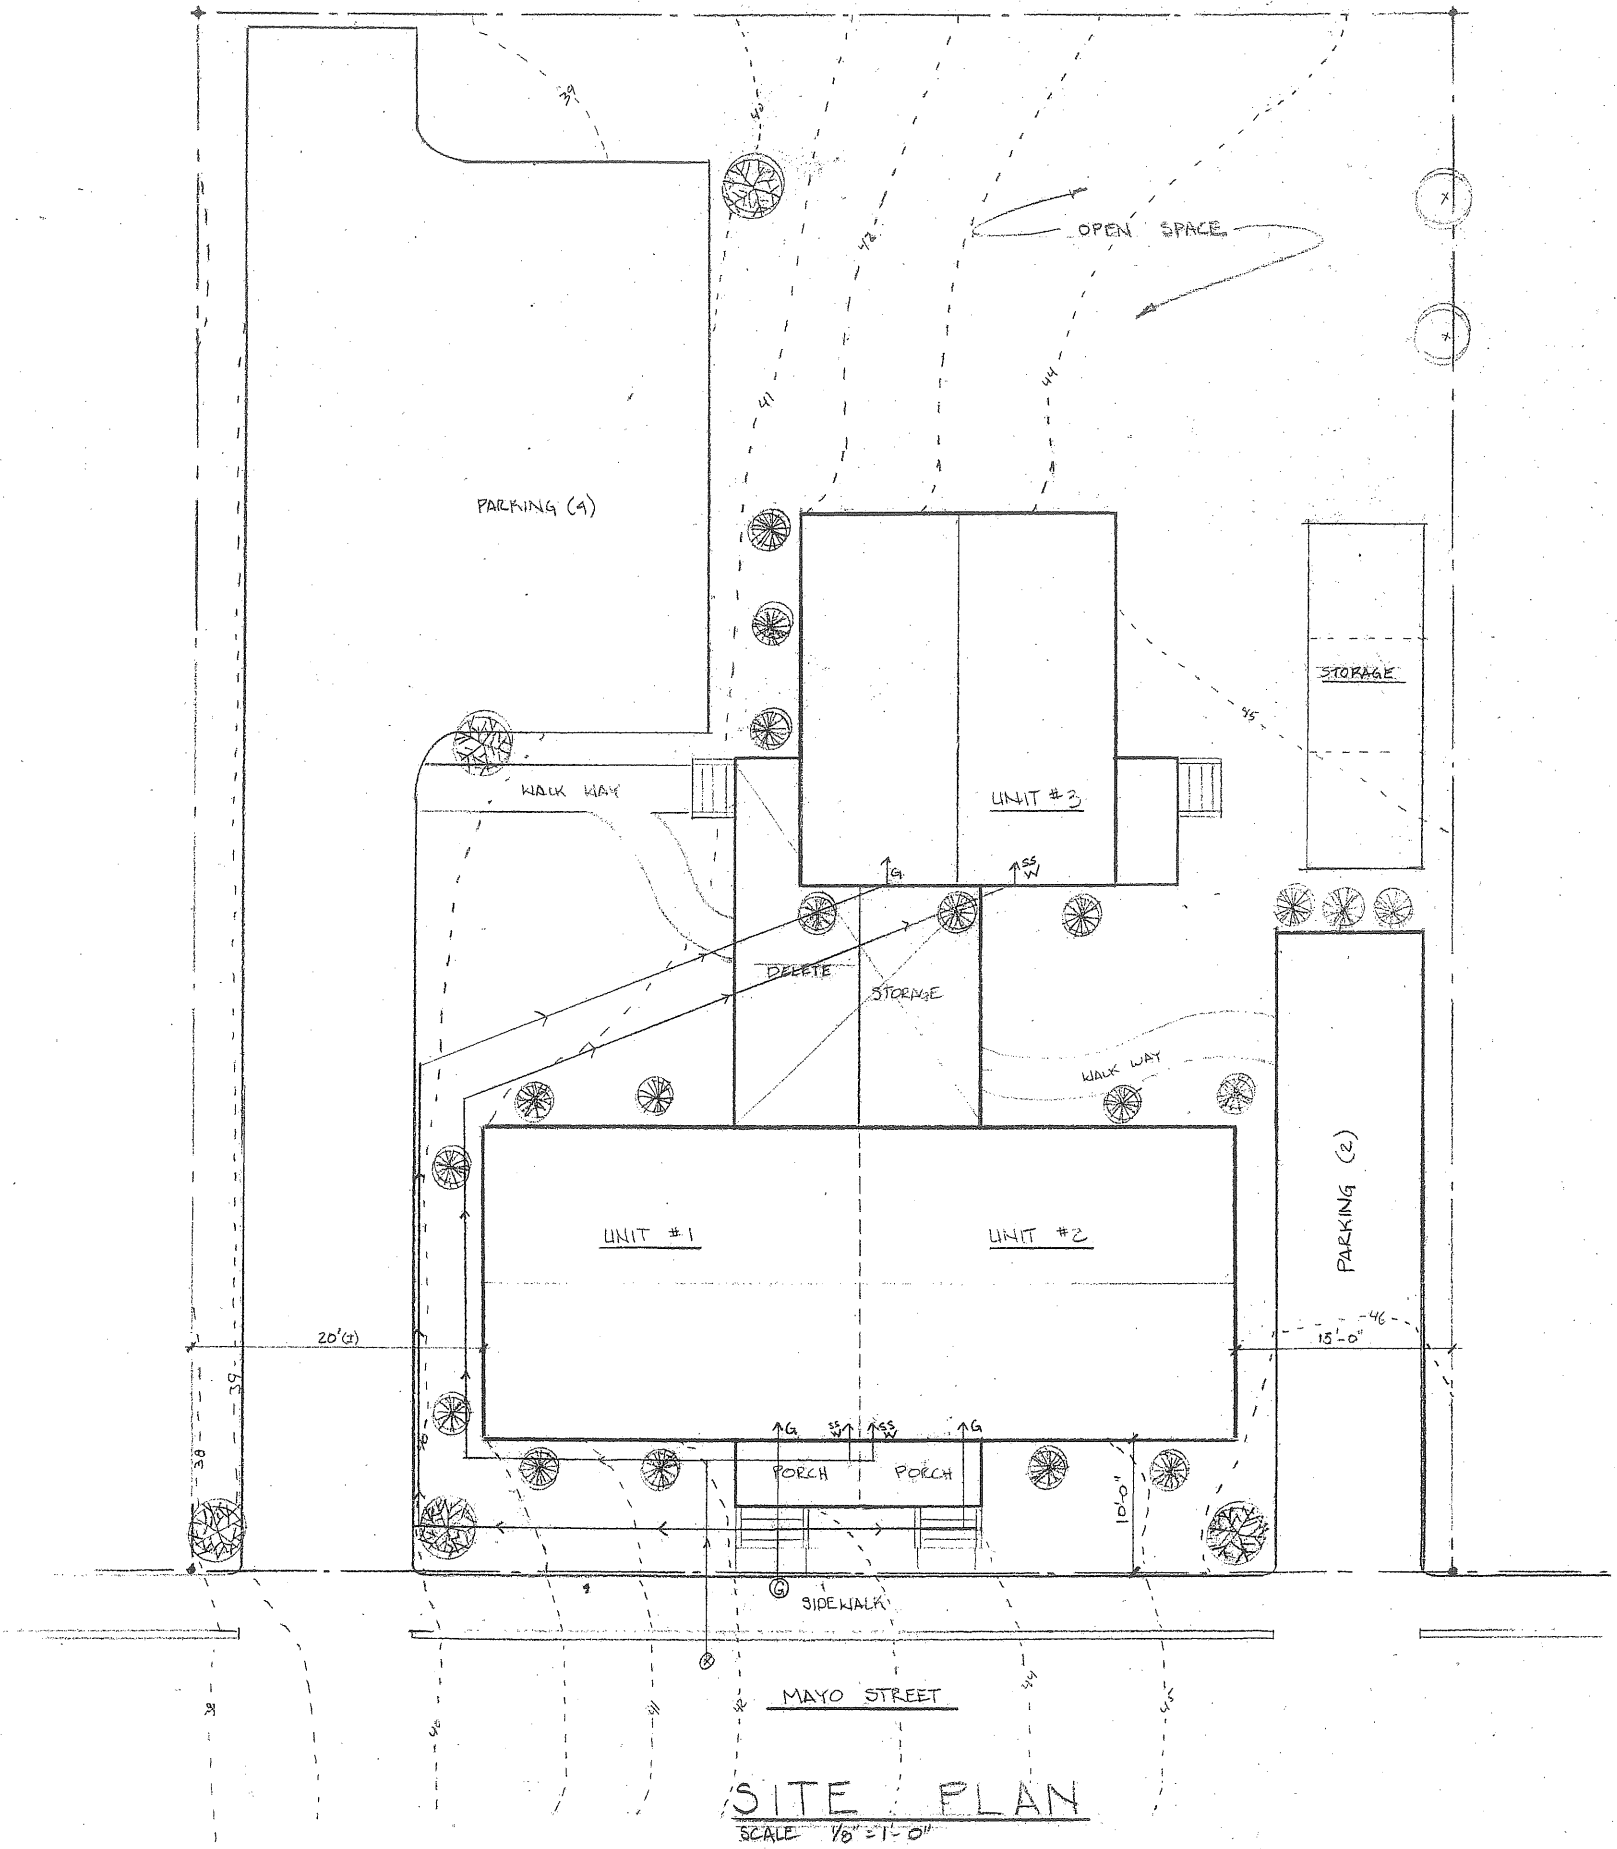 39
40
OPEN SPACE
42
44
41
PARKING (4)
STORAGE
45
WALK WAY
UNIT #3
G
SS
W
DELETE
STORAGE
WALK WAY
PARKING (2)
UNIT #1
UNIT #2
46
20'(±)
15'-0"
39
38
40
G
SS
W
SS
W
G
PORCH
PORCH
10'-0"
G
SIDEWALK
38
40
41
42
44
45
MAYO STREET
SITE PLAN
SCALE 1/8" = 1'-0"